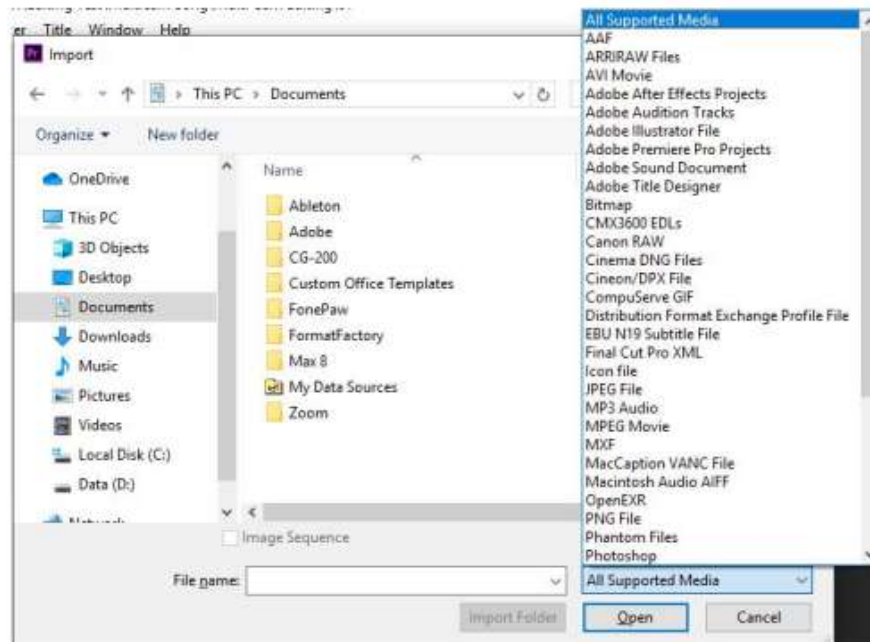 er Title Window Help
Import
This PC > Documents
Organize New folder
OneDrive
This PC
3D Objects
Desktop
Documents
Downloads
Music
Pictures
Videos
Local Disk (C:)
Data (D:)
Name
Ableton
Adobe
CG-200
Custom Office Templates
FonePaw
FormatFactory
Max 8
My Data Sources
Zoom
All Supported Media
AAF
ARRIRAW Files
AVI Movie
Adobe After Effects Projects
Adobe Audition Tracks
Adobe Illustrator File
Adobe Premiere Pro Projects
Adobe Sound Document
Adobe Title Designer
Bitmap
CMX3600 EDLs
Canon RAW
Cinema DNG Files
Cineon/DPX File
CompuServe GIF
Distribution Format Exchange Profile File
EBU N19 Subtitle File
Final Cut Pro XML
Icon file
JPEG File
MP3 Audio
MPEG Movie
MXF
MacCaption VANC File
Macintosh Audio AIFF
OpenEXR
PNG File
Phantom Files
Photoshop
Image Sequence
File name:
All Supported Media
Import Folder
Open
Cancel